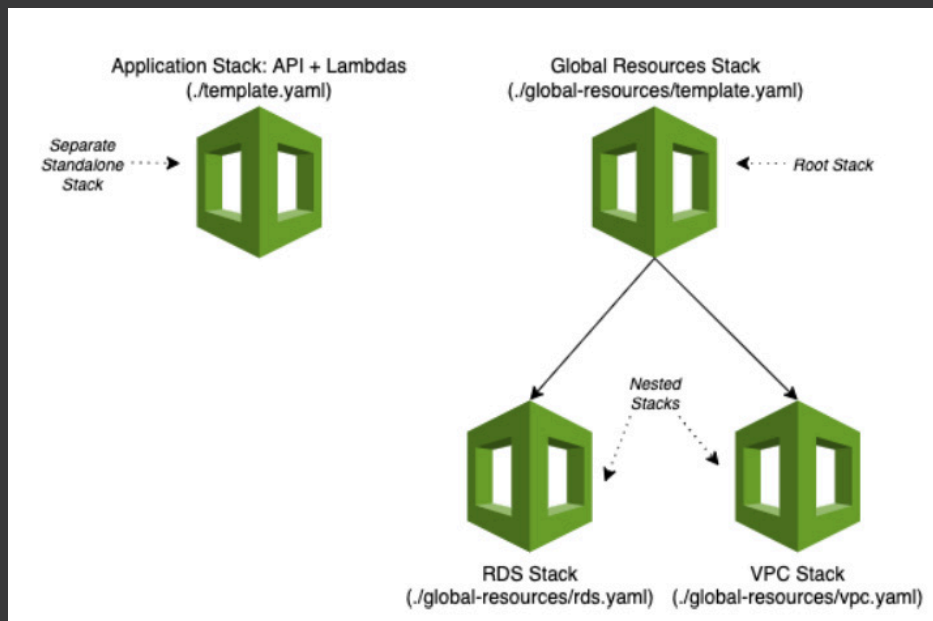 Application Stack: API + Lambdas
(./template.yaml)
Global Resources Stack
(./global-resources/template.yaml)
Separate
Standalone
Stack
Root Stack
Nested
Stacks
RDS Stack
(./global-resources/rds.yaml)
VPC Stack
(./global-resources/vpc.yaml)